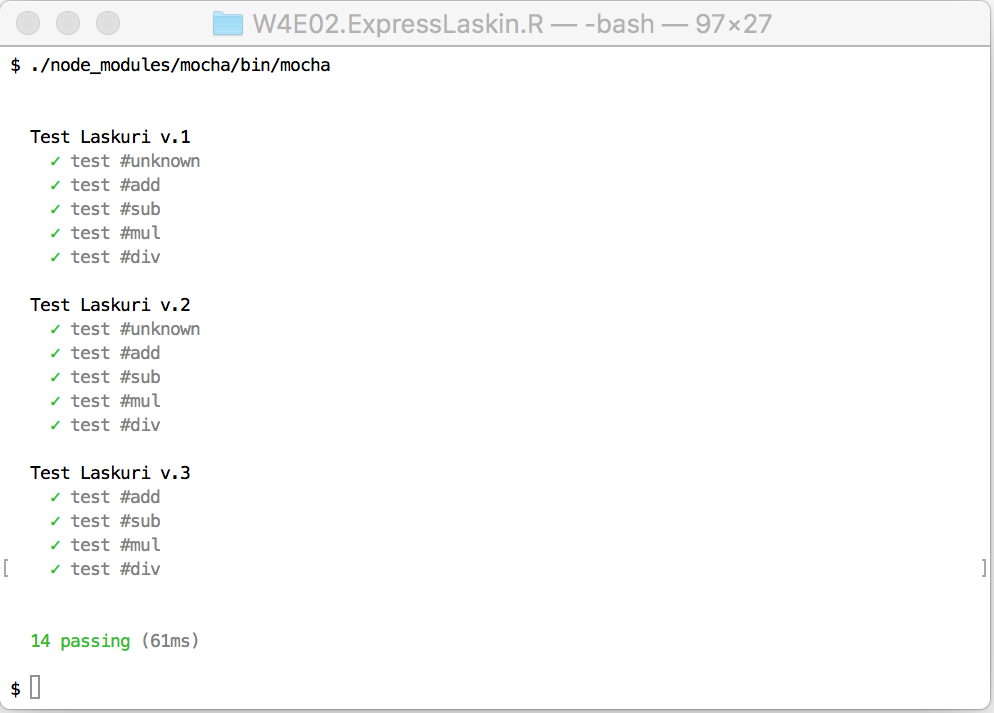 W4E02.ExpressLaskin.R — -bash — 97×27
$ ./node_modules/mocha/bin/mocha
Test Laskuri v.1
✓ test #unknown
✓ test #add
✓ test #sub
✓ test #mul
✓ test #div
Test Laskuri v.2
✓ test #unknown
✓ test #add
✓ test #sub
✓ test #mul
✓ test #div
Test Laskuri v.3
✓ test #add
✓ test #sub
✓ test #mul
[ ✓ test #div ]
14 passing (61ms)
$